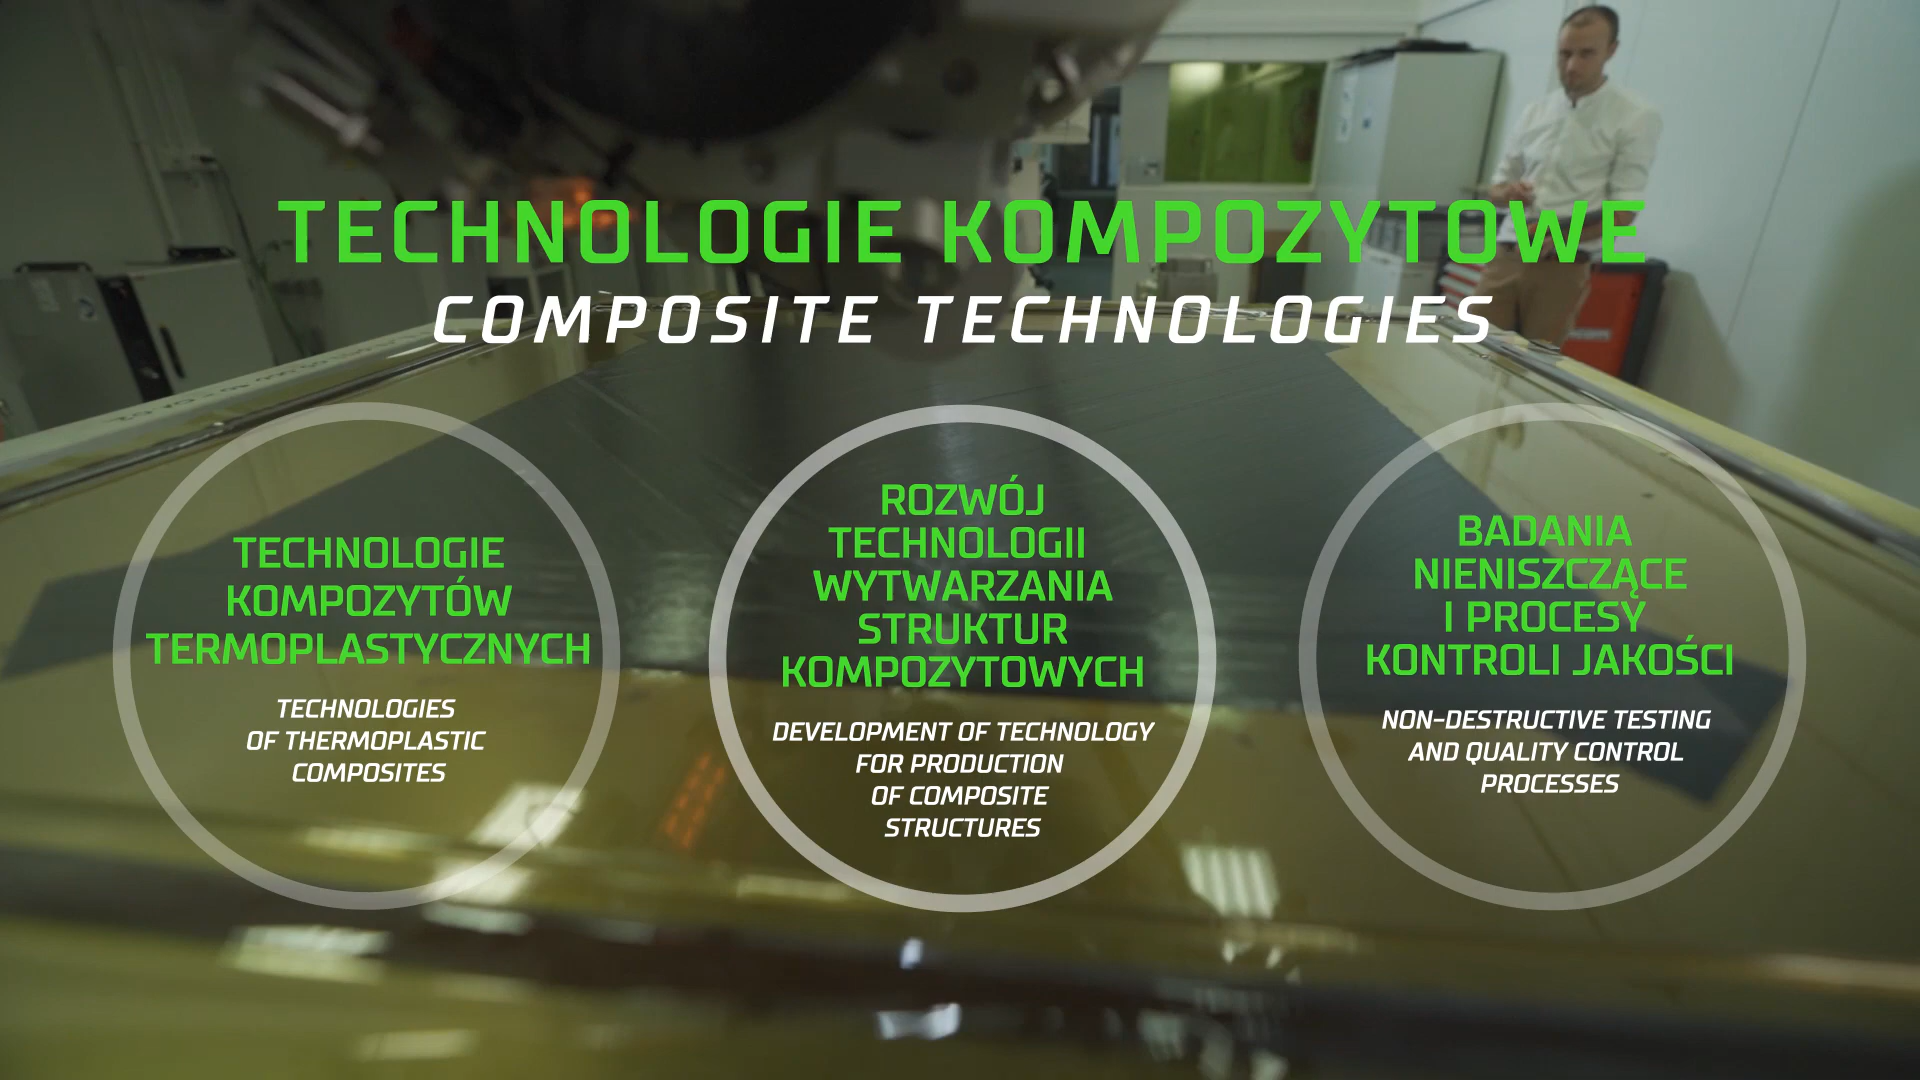 TECHNOLOGIE KOMPOZYTOWE
COMPOSITE TECHNOLOGIES
TECHNOLOGIE
KOMPOZYTÓW
TERMOPLASTYCZNYCH
TECHNOLOGIES
OF THERMOPLASTIC
COMPOSITES
ROZWÓJ
TECHNOLOGII
WYTWARZANIA
STRUKTUR
KOMPOZYTOWYCH
DEVELOPMENT OF TECHNOLOGY
FOR PRODUCTION
OF COMPOSITE
STRUCTURES
BADANIA
NIENISZCZĄCE
I PROCESY
KONTROLI JAKOŚCI
NON-DESTRUCTIVE TESTING
AND QUALITY CONTROL
PROCESSES